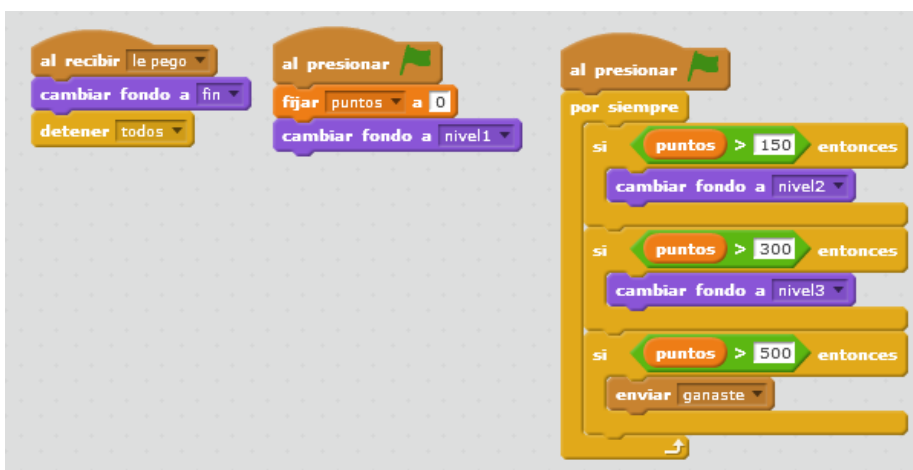 al recibir le pego
cambiar fondo a fin
detener todos
al presionar
fijar puntos a 0
cambiar fondo a nivel1
al presionar
por siempre
si puntos > 150 entonces
cambiar fondo a nivel2
si puntos > 300 entonces
cambiar fondo a nivel3
si puntos > 500 entonces
enviar ganaste